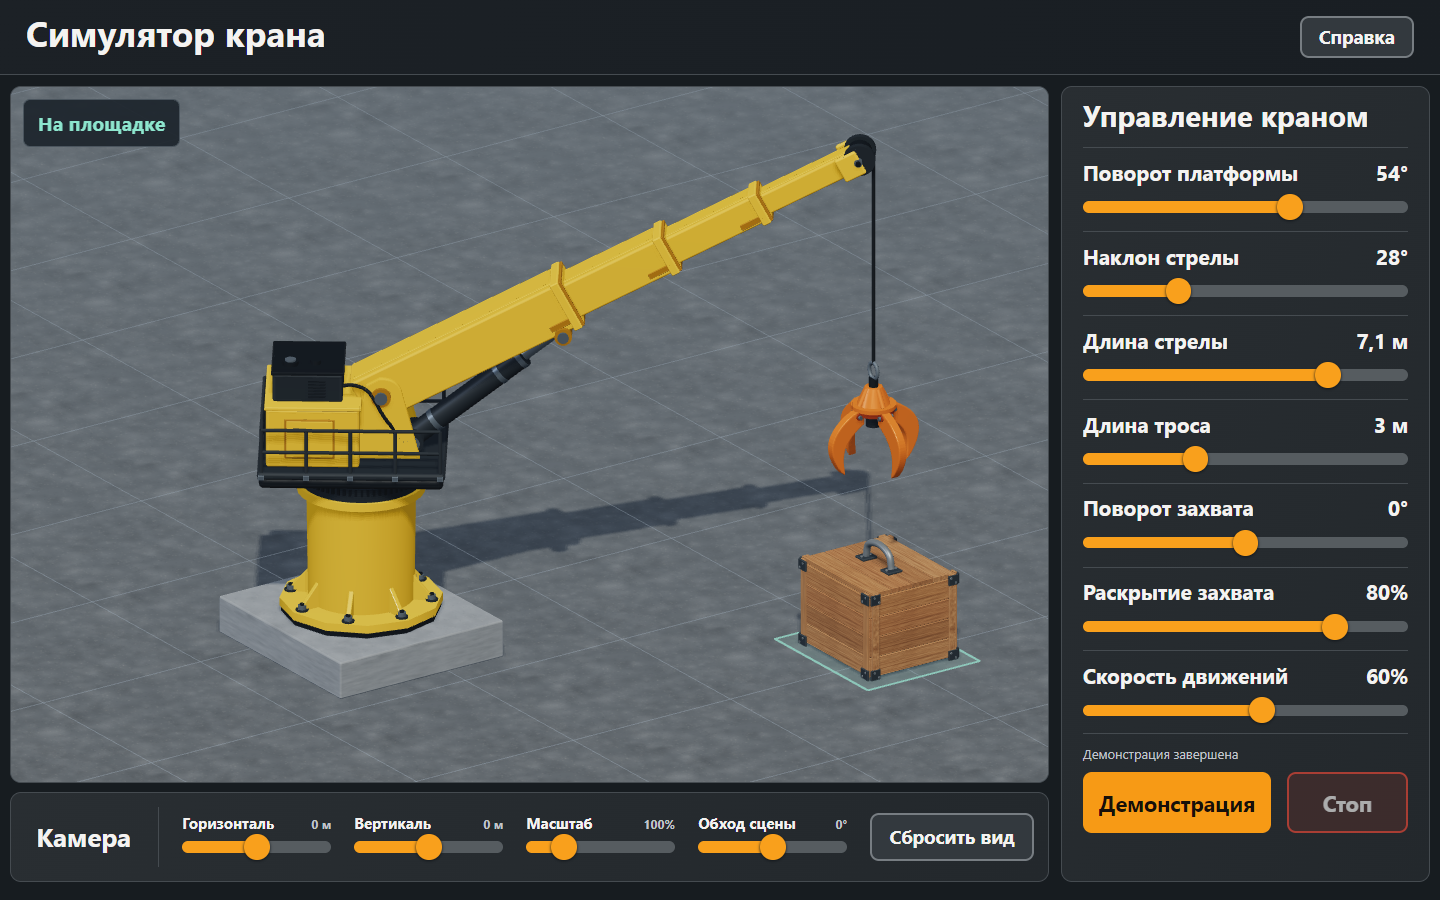 Симулятор крана
Справка
На площадке
Управление краном
Поворот платформы 54°
Наклон стрелы 28°
Длина стрелы 7,1 м
Длина троса 3 м
Поворот захвата 0°
Раскрытие захвата 80%
Скорость движений 60%
Демонстрация завершена
Демонстрация Стоп
Камера
Горизонталь 0 м
Вертикаль 0 м
Масштаб 100%
Обход сцены 0°
Сбросить вид